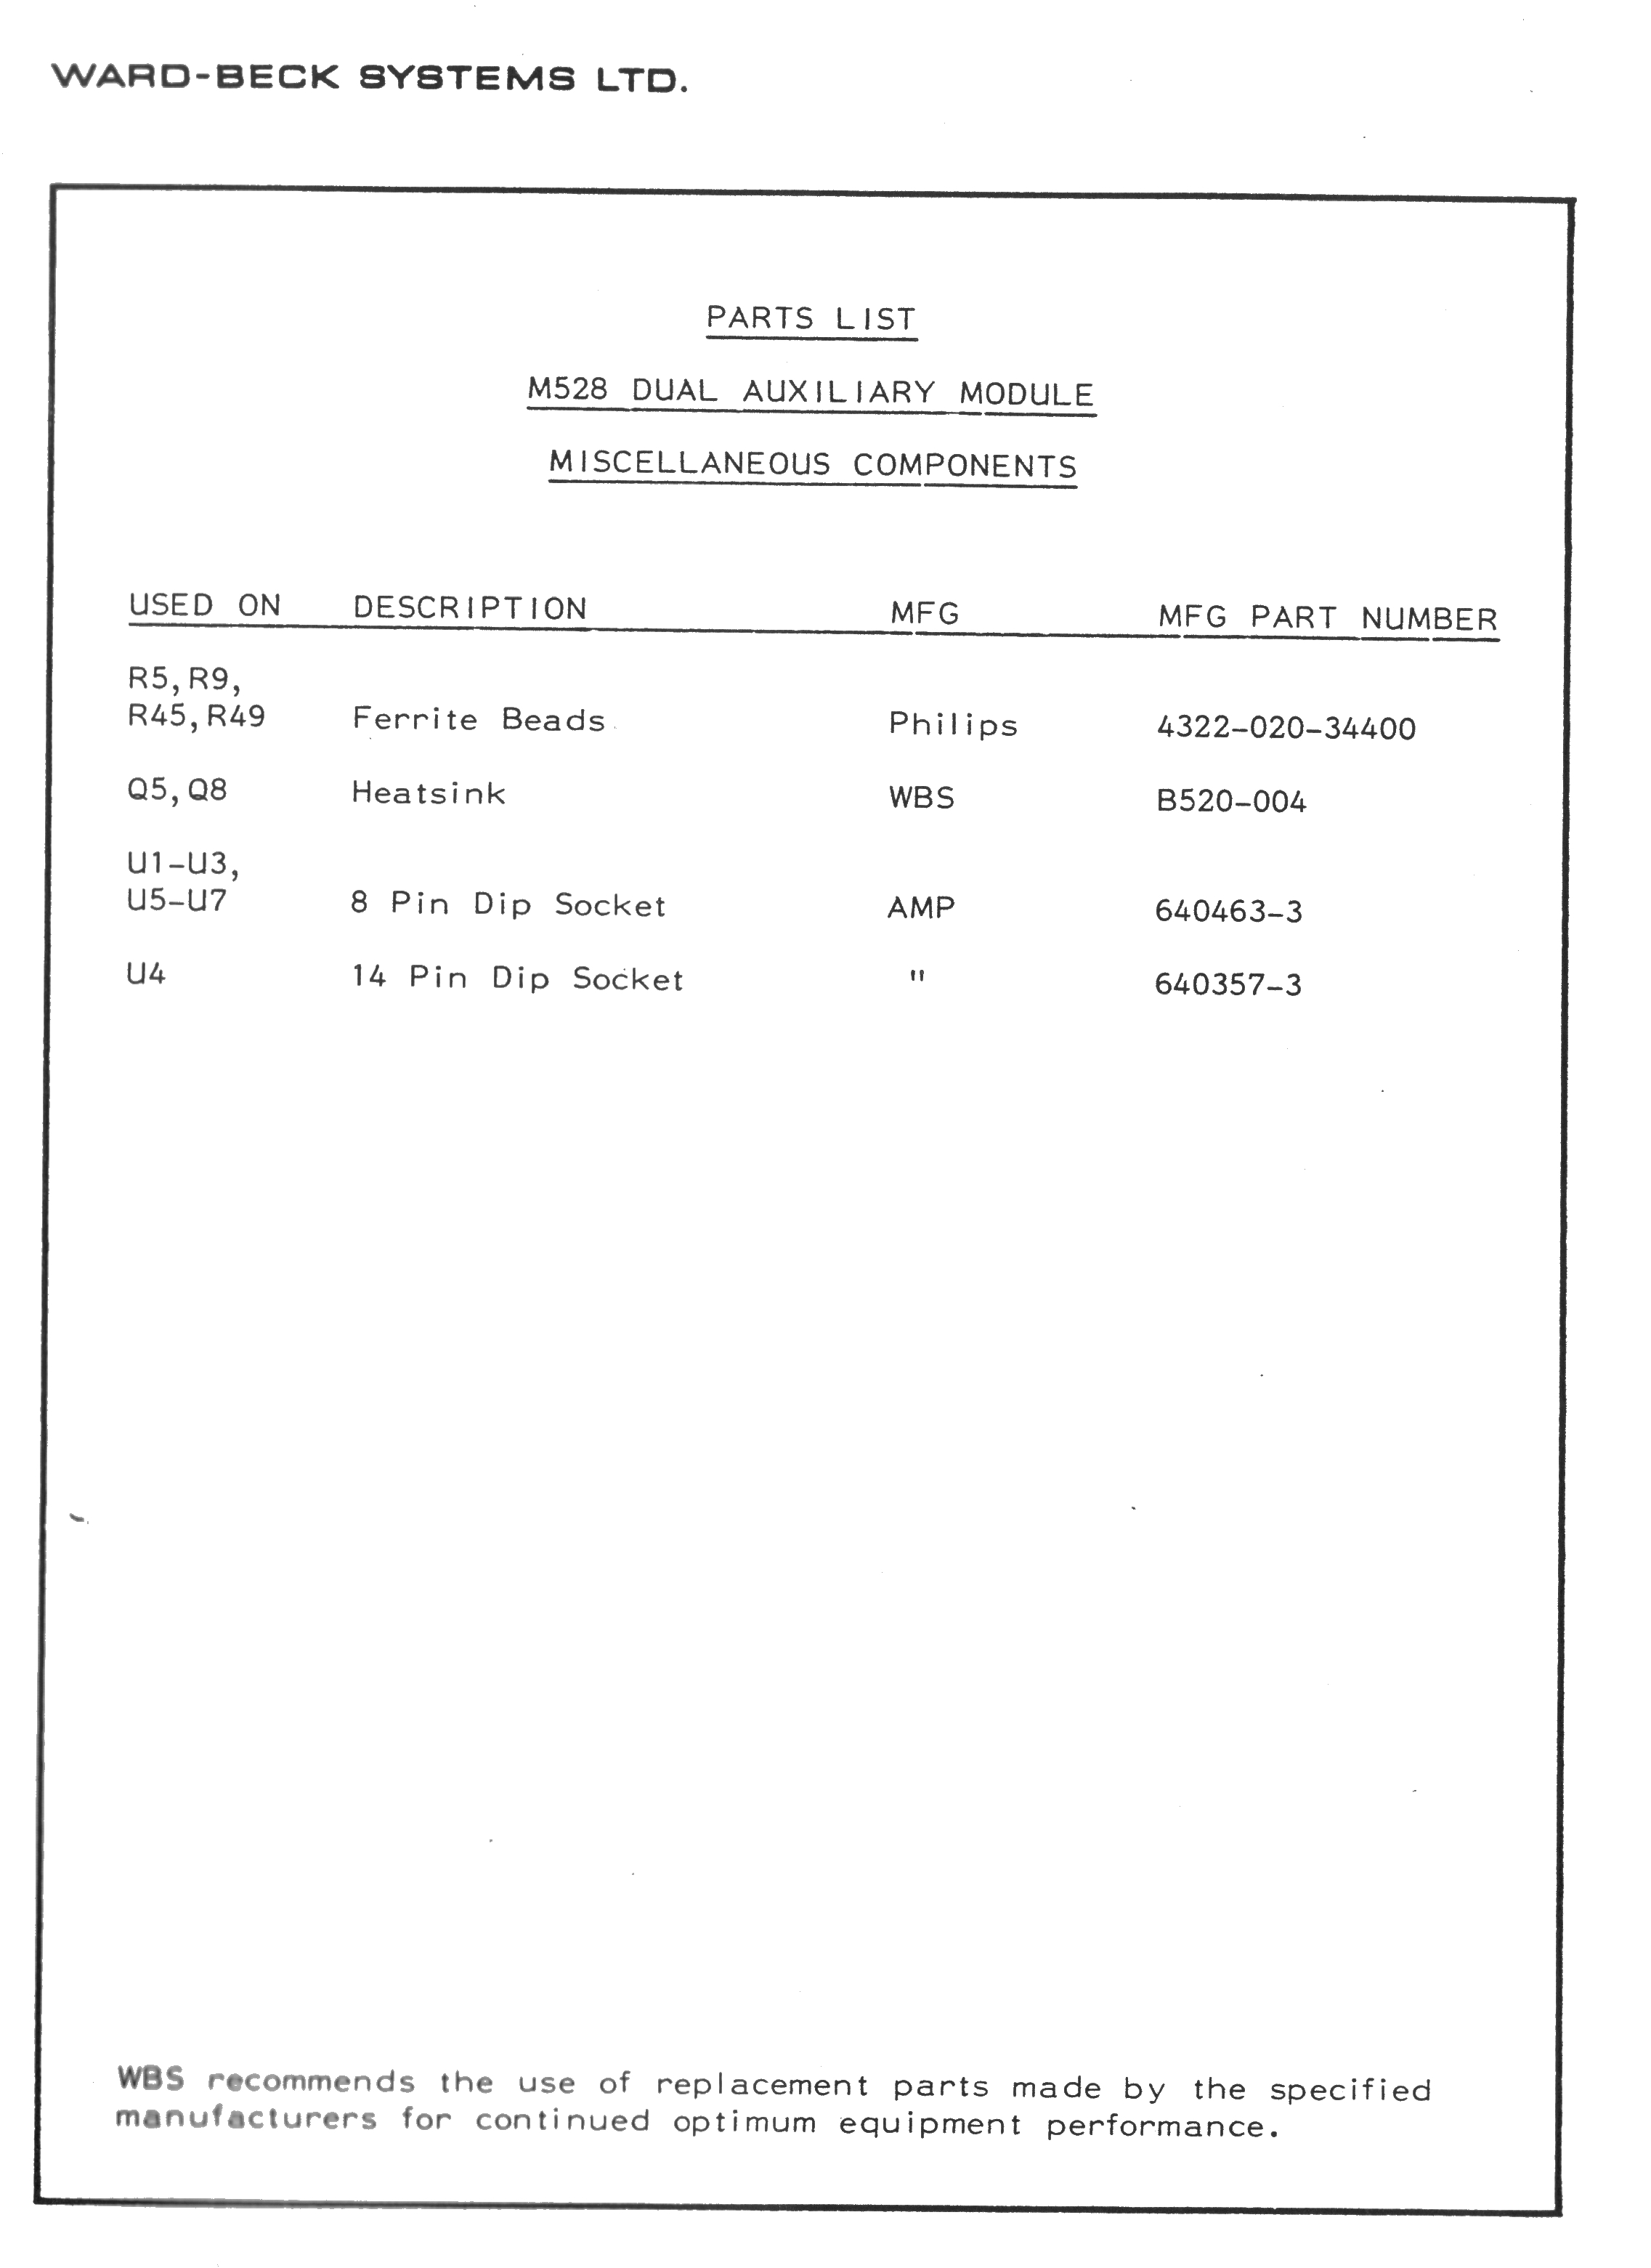 WARD-BECK SYSTEMS LTD.
PARTS LIST
M528 DUAL AUXILIARY MODULE
MISCELLANEOUS COMPONENTS
USED ON DESCRIPTION MFG MFG PART NUMBER
R5, R9,
R45, R49 Ferrite Beads Philips 4322-020-34400
Q5, Q8 Heatsink WBS B520-004
U1-U3,
U5-U7 8 Pin Dip Socket AMP 640463-3
U4 14 Pin Dip Socket " 640357-3
WBS recommends the use of replacement parts made by the specified
manufacturers for continued optimum equipment performance.